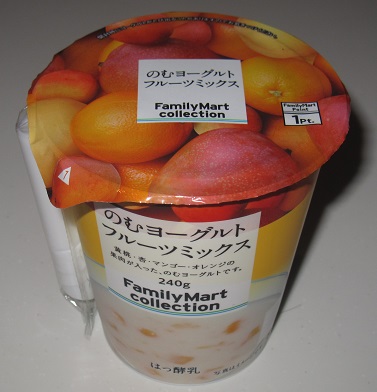 のむヨーグルト
フルーツミックス
FamilyMart
collection
FamilyMart
Point
1Pt.
1
のむヨーグルト
フルーツミックス
黄桃・杏・マンゴー・オレンジの
果肉が入った、のむヨーグルトです。
240g
FamilyMart
collection
はっ酵乳